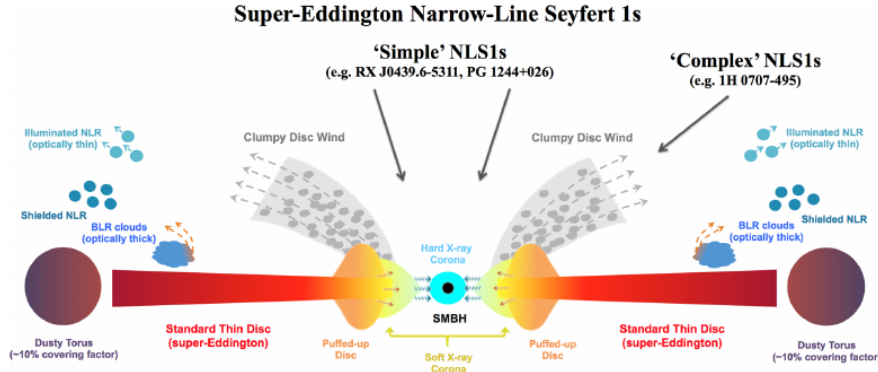 Super-Eddington Narrow-Line Seyfert 1s
‘Simple’ NLS1s
(e.g. RX J0439.6-5311, PG 1244+026)
‘Complex’ NLS1s
(e.g. 1H 0707-495)
Illuminated NLR
(optically thin)
Clumpy Disc Wind
Clumpy Disc Wind
Illuminated NLR
(optically thin)
Shielded NLR
Shielded NLR
BLR clouds
(optically thick)
BLR clouds
(optically thick)
Hard X-ray
Corona
SMBH
Standard Thin Disc
(super-Eddington)
Standard Thin Disc
(super-Eddington)
Puffed-up
Disc
Soft X-ray
Corona
Puffed-up
Disc
Dusty Torus
(~10% covering factor)
Dusty Torus
(~10% covering factor)